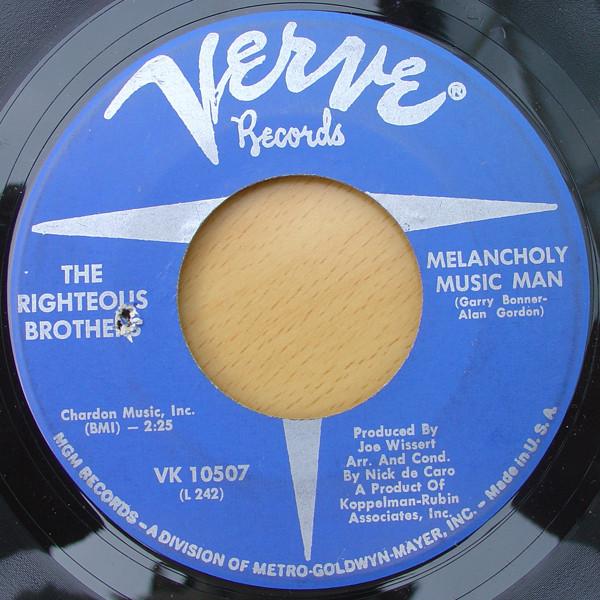 Verve®
Records
THE
RIGHTEOUS
BROTHERS
MELANCHOLY
MUSIC MAN
(Garry Bonner-
Alan Gordon)
Chardon Music, Inc.
(BMI) — 2:25
VK 10507
(L 242)
Produced By
Joe Wissert
Arr. And Cond.
By Nick de Caro
A Product Of
Koppelman-Rubin
Associates, Inc.
MGM RECORDS – A DIVISION OF METRO-GOLDWYN-MAYER, INC. – Made in U. S. A.